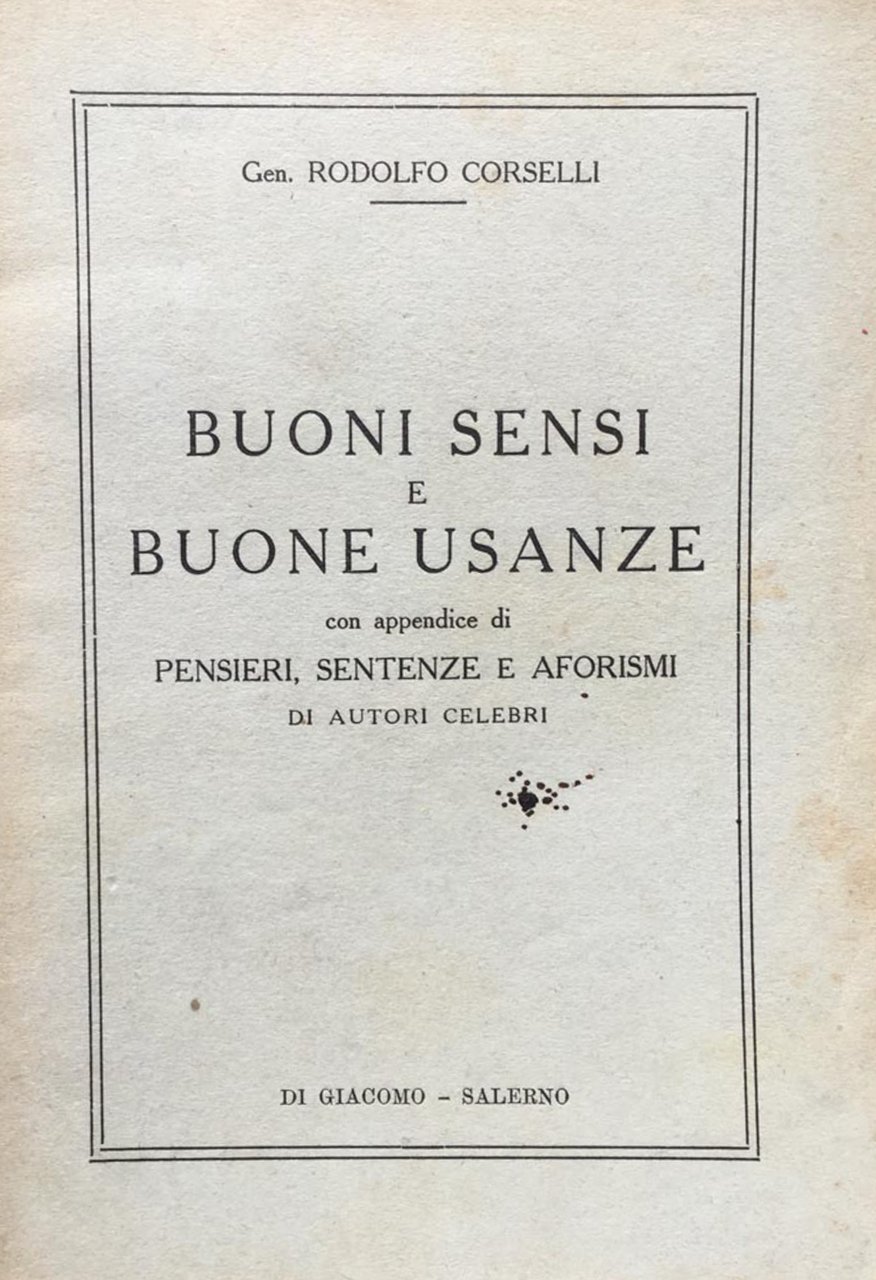 Gen. RODOLFO CORSELLI
BUONI SENSI
E
BUONE USANZE
con appendice di
PENSIERI, SENTENZE E AFORISMI
DI AUTORI CELEBRI
DI GIACOMO – SALERNO